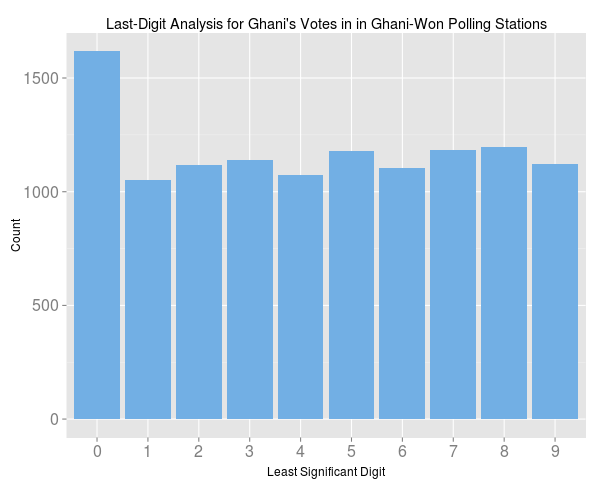 Last-Digit Analysis for Ghani's Votes in in Ghani-Won Polling Stations
1500
1000
500
0
Count
0 1 2 3 4 5 6 7 8 9
Least Significant Digit